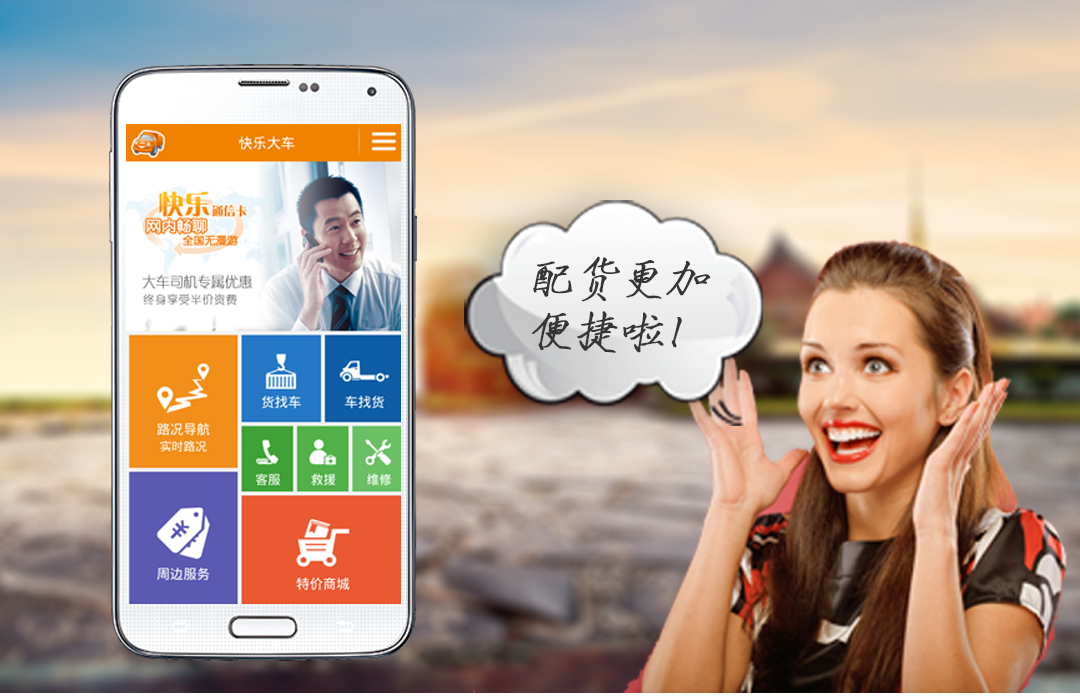 快乐大车
快乐通信卡
网内畅聊
全国无漫游
大车司机专属优惠
终身享受半价资费
路况导航
实时路况
货找车
车找货
客服
救援
维修
周边服务
特价商城
配货更加
便捷啦!